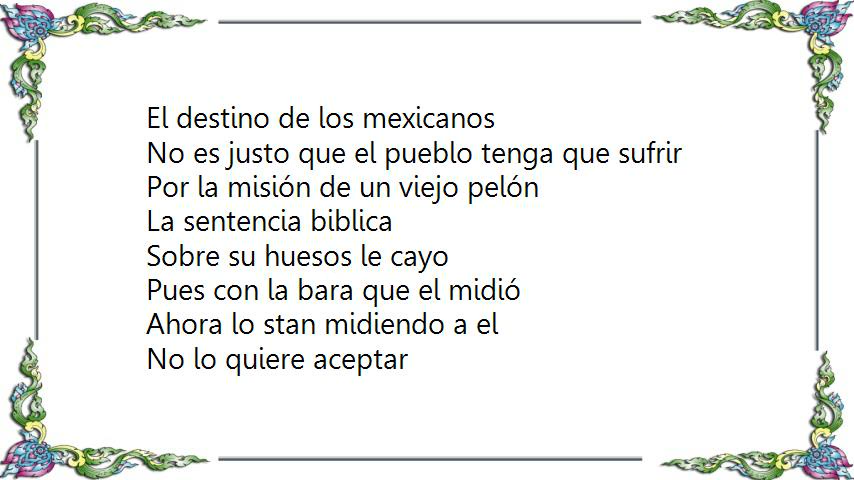 El destino de los mexicanos
No es justo que el pueblo tenga que sufrir
Por la misión de un viejo pelón
La sentencia biblica
Sobre su huesos le cayo
Pues con la bara que el midió
Ahora lo stan midiendo a el
No lo quiere aceptar